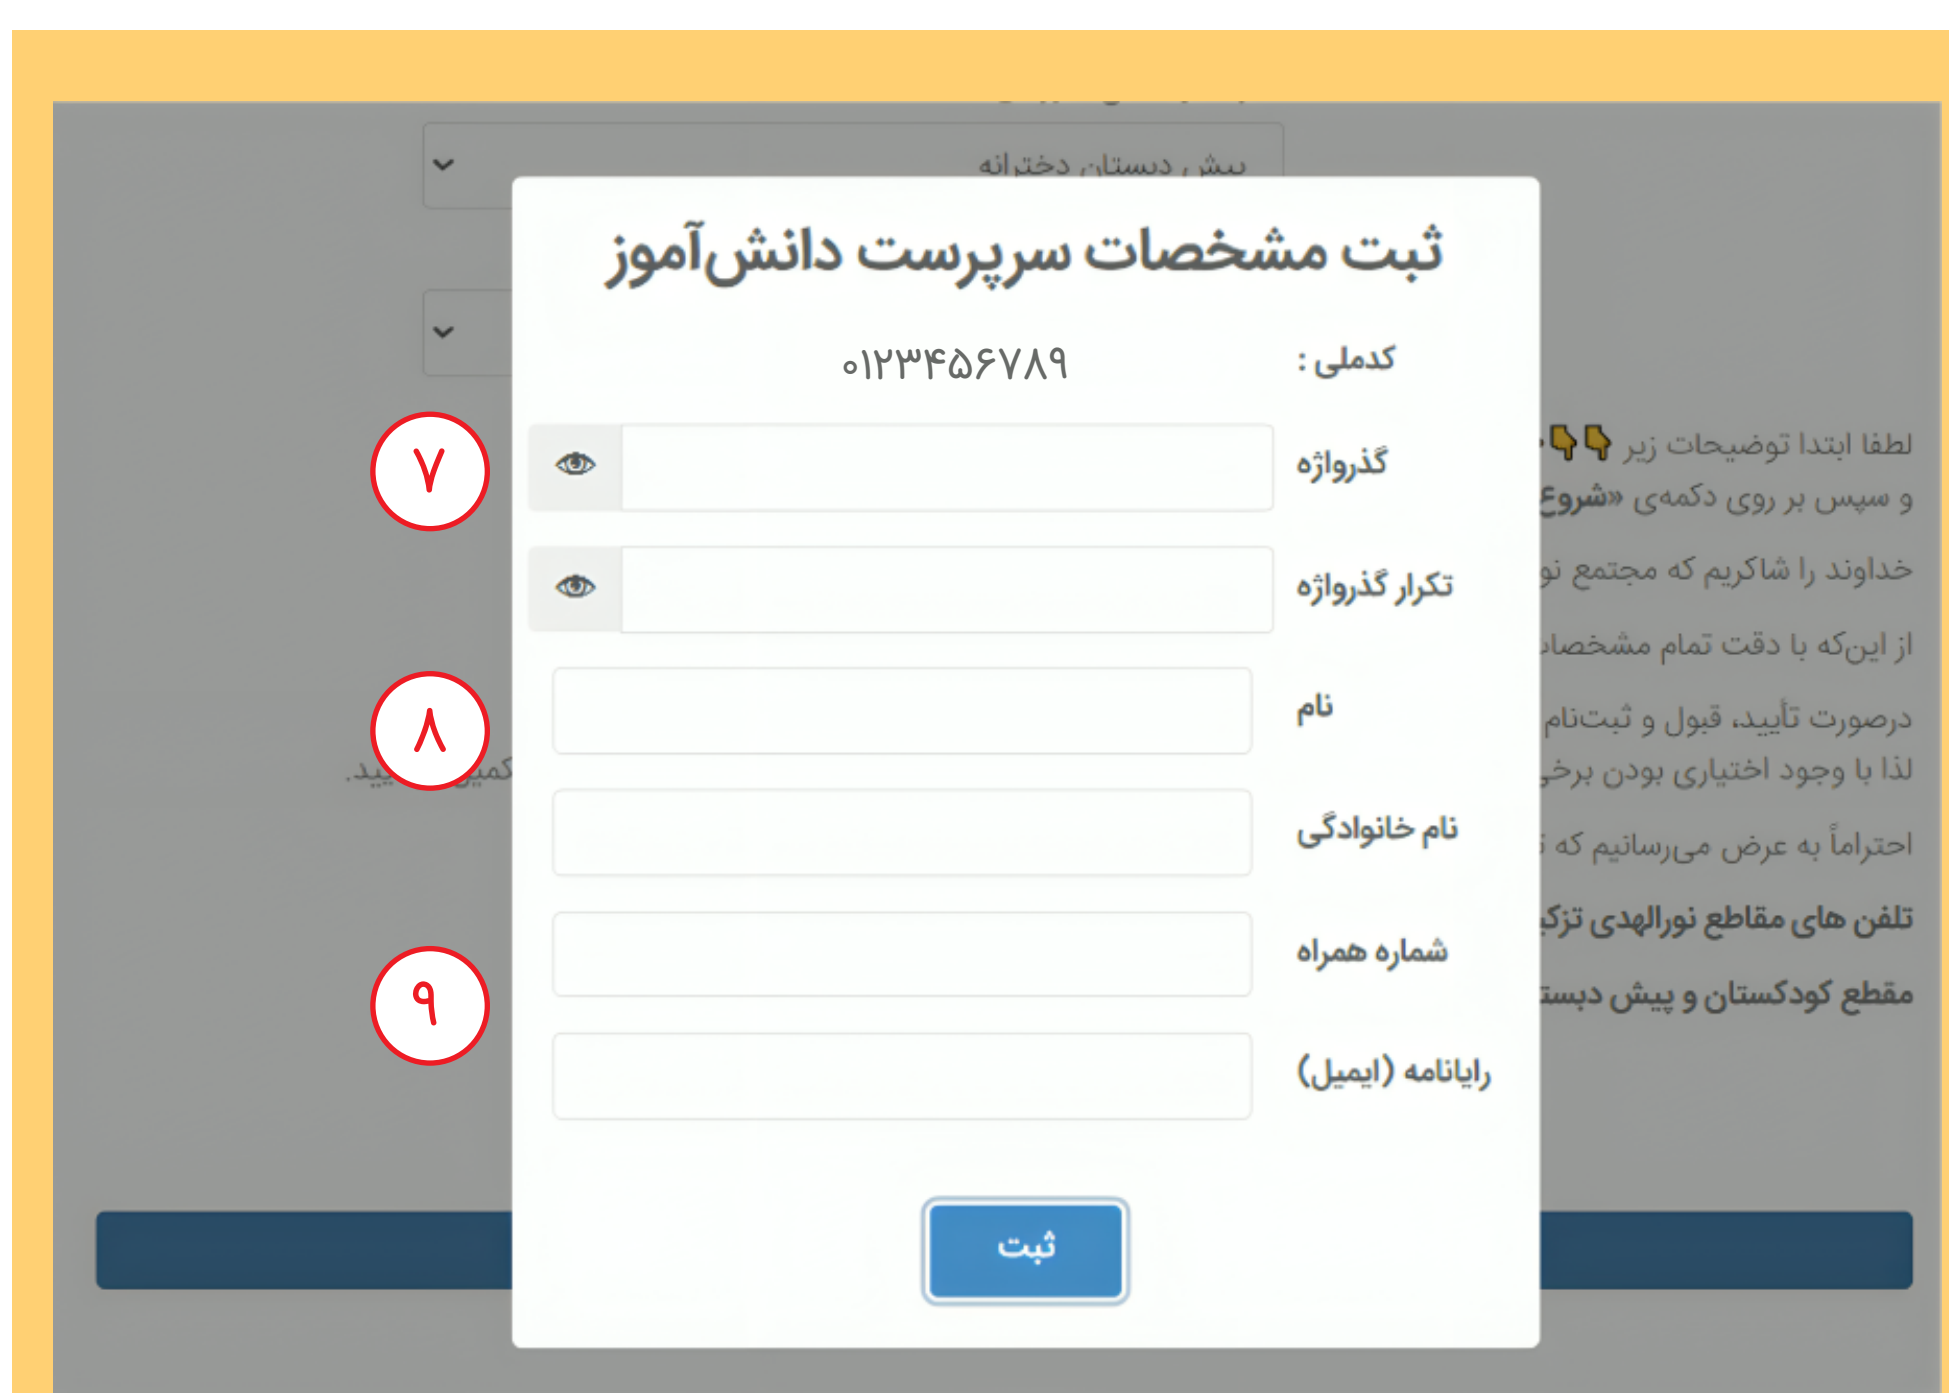 پیش دبستان دخترانه
ثبت مشخصات سرپرست دانش‌آموز
کدملی : ۰۱۲۳۴۵۶۷۸۹
۷
گذرواژه
تکرار گذرواژه
۸
نام
نام خانوادگی
۹
شماره همراه
رایانامه (ایمیل)
ثبت
لطفا ابتدا توضیحات زیر
و سپس بر روی دکمه‌ی «شروع
خداوند را شاکریم که مجتمع
از این‌که با دقت تمام
درصورت تأیید، قبول و ثبت‌نام
لذا با وجود اختیاری بودن
احتراماً به عرض می‌رسانیم که
تلفن های مقاطع نورالهدی
مقطع کودکستان و پیش